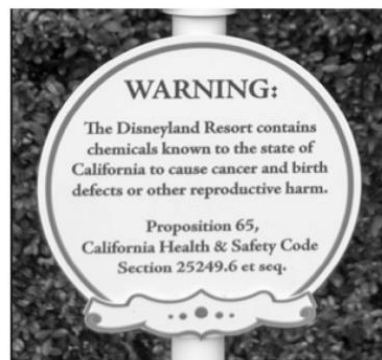 WARNING:
The Disneyland Resort contains
chemicals known to the state of
California to cause cancer and birth
defects or other reproductive harm.
Proposition 65,
California Health & Safety Code
Section 25249.6 et seq.